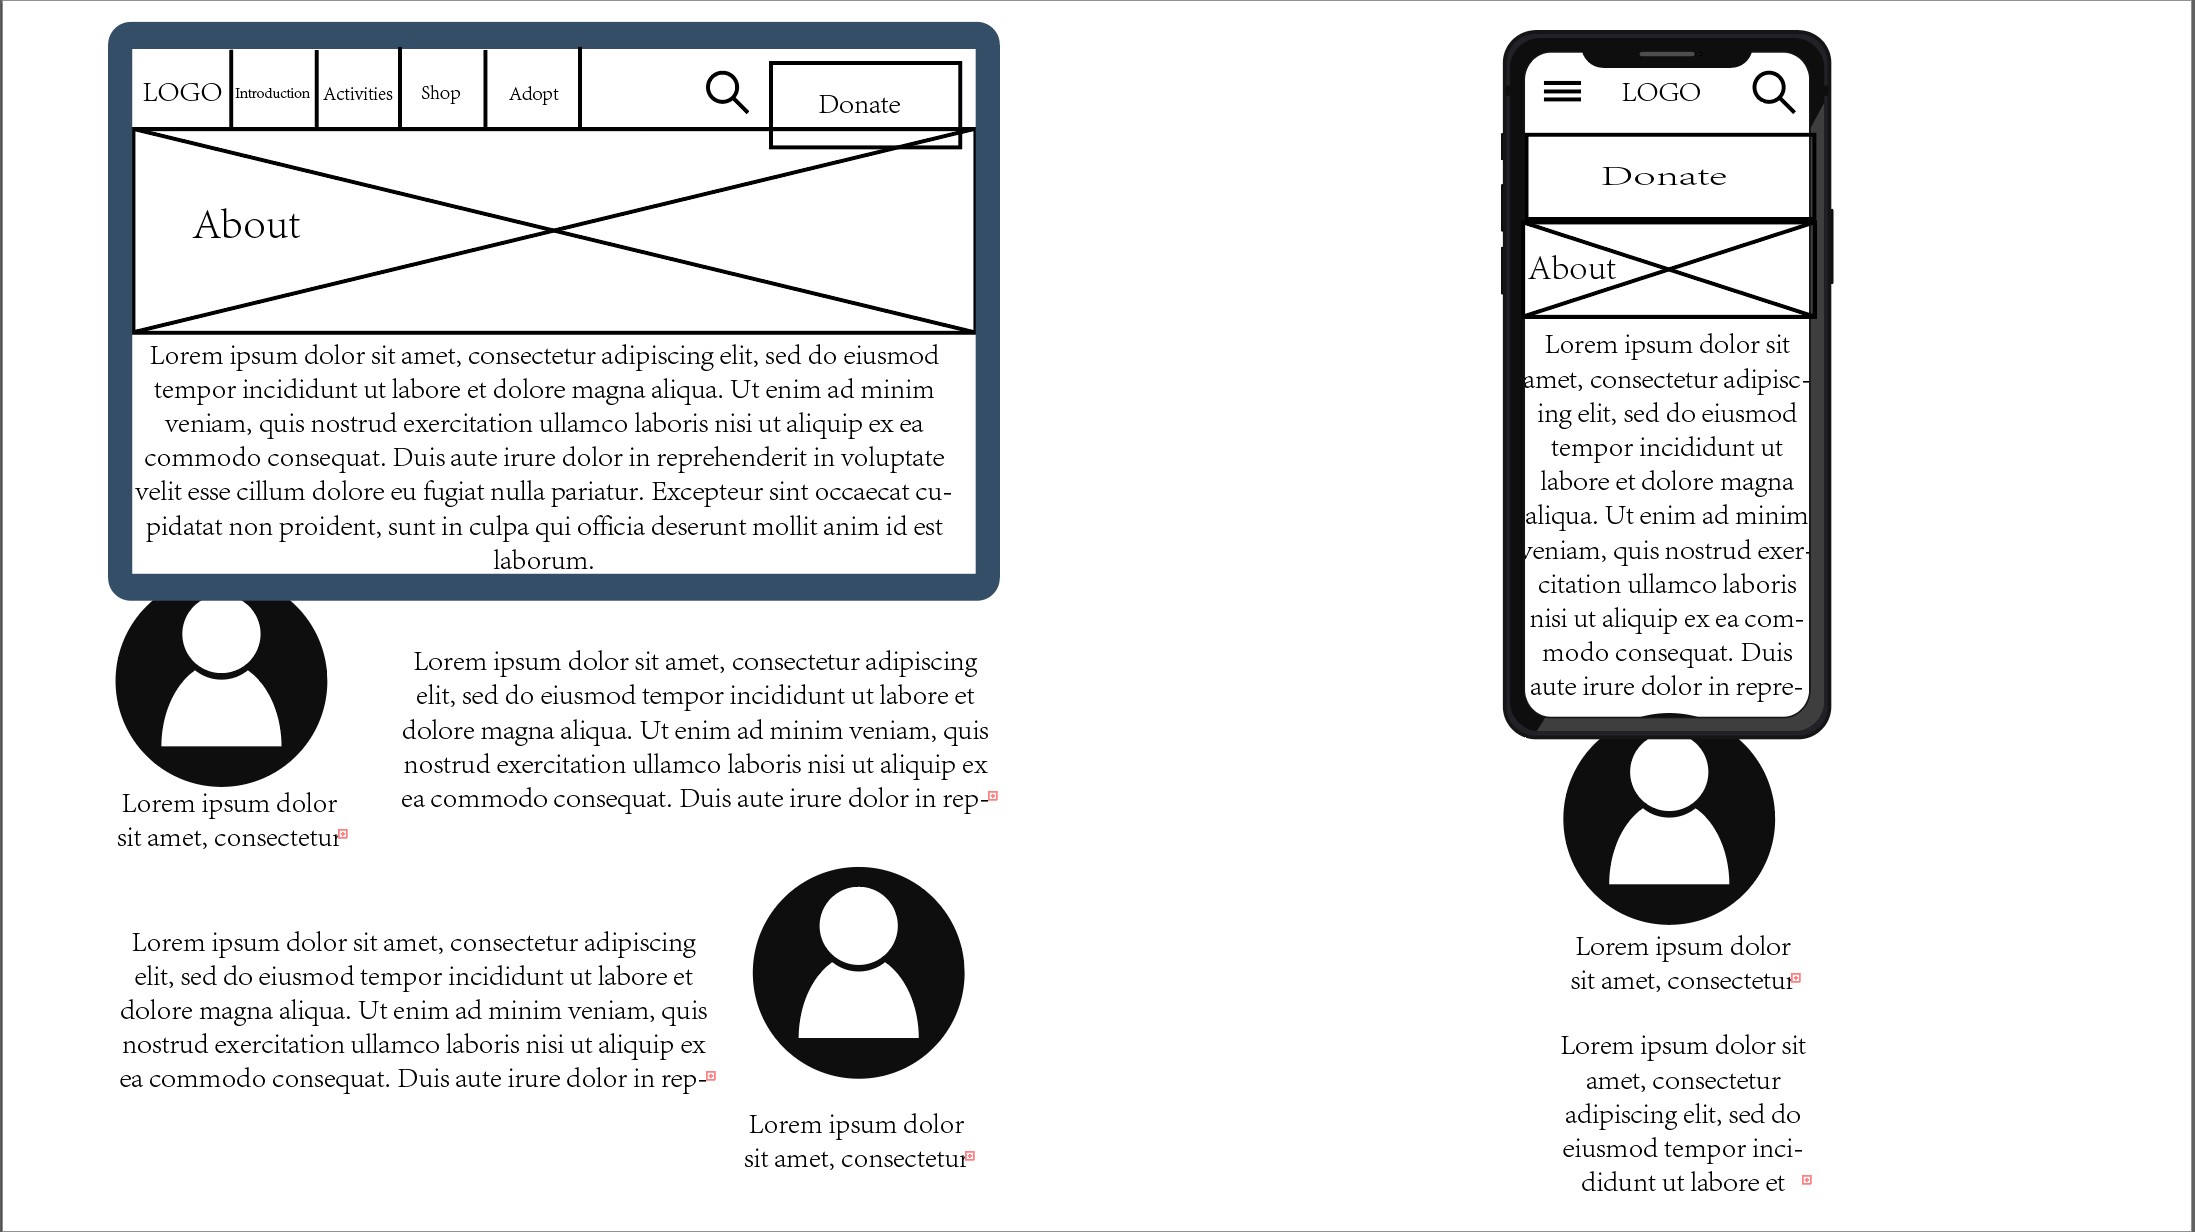 LOGO
Introduction
Activities
Shop
Adopt
Donate
About
Lorem ipsum dolor sit amet, consectetur adipiscing elit, sed do eiusmod
tempor incididunt ut labore et dolore magna aliqua. Ut enim ad minim
veniam, quis nostrud exercitation ullamco laboris nisi ut aliquip ex ea
commodo consequat. Duis aute irure dolor in reprehenderit in voluptate
velit esse cillum dolore eu fugiat nulla pariatur. Excepteur sint occaecat cu-
pidatat non proident, sunt in culpa qui officia deserunt mollit anim id est
laborum.
Lorem ipsum dolor
sit amet, consectetur
Lorem ipsum dolor sit amet, consectetur adipiscing
elit, sed do eiusmod tempor incididunt ut labore et
dolore magna aliqua. Ut enim ad minim veniam, quis
nostrud exercitation ullamco laboris nisi ut aliquip ex
ea commodo consequat. Duis aute irure dolor in rep-
Lorem ipsum dolor sit amet, consectetur adipiscing
elit, sed do eiusmod tempor incididunt ut labore et
dolore magna aliqua. Ut enim ad minim veniam, quis
nostrud exercitation ullamco laboris nisi ut aliquip ex
ea commodo consequat. Duis aute irure dolor in rep-
Lorem ipsum dolor
sit amet, consectetur
LOGO
Donate
About
Lorem ipsum dolor sit
amet, consectetur adipisc-
ing elit, sed do eiusmod
tempor incididunt ut
labore et dolore magna
aliqua. Ut enim ad minim
veniam, quis nostrud exer-
citation ullamco laboris
nisi ut aliquip ex ea com-
modo consequat. Duis
aute irure dolor in repre-
Lorem ipsum dolor
sit amet, consectetur
Lorem ipsum dolor sit
amet, consectetur
adipiscing elit, sed do
eiusmod tempor inci-
didunt ut labore et